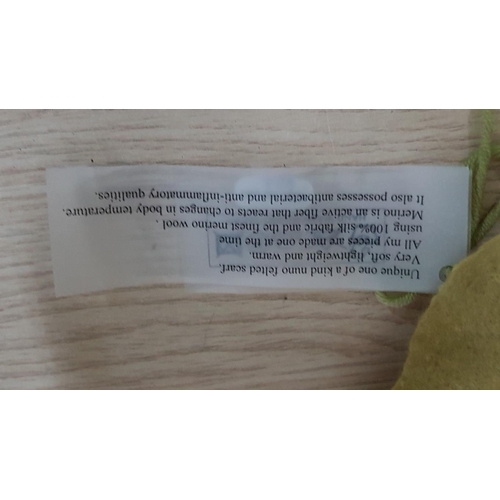 Unique one of a kind nuno felted scarf.
Very soft, lightweight and warm.
All my pieces are made one at the time
using 100% silk fabric and the finest merino wool .
Merino is an active fiber that reacts to changes in body temperature.
It also possesses antibacterial and anti-inflammatory qualities.